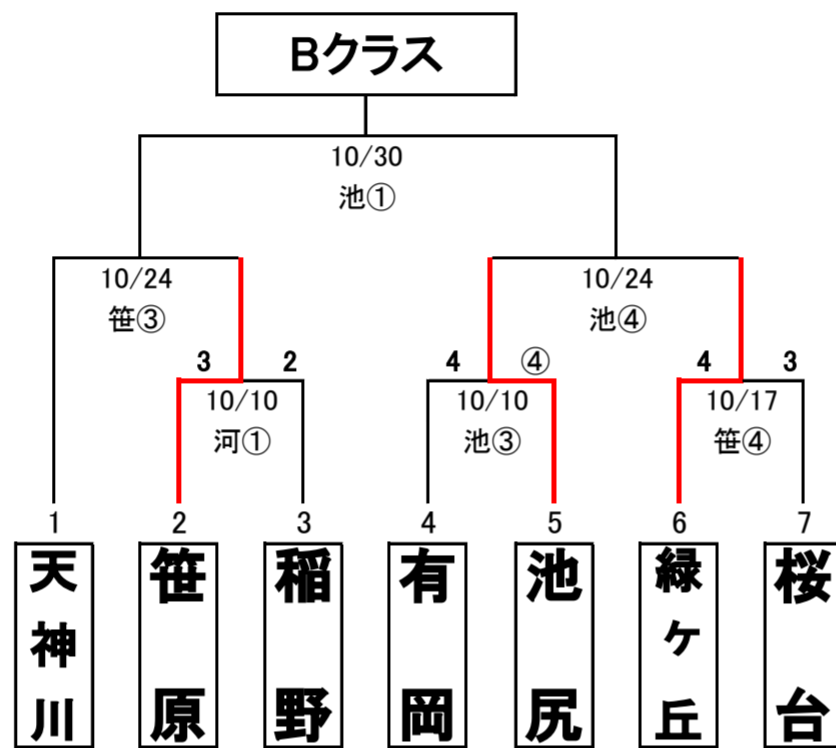 Bクラス
10/30
池①
10/24 10/24
笹③ 池④
3 2 4 ④ 4 3
10/10 10/10 10/17
河① 池③ 笹④
1 2 3 4 5 6 7
天神川
笹原
稲野
有岡
池尻
緑ケ丘
桜台